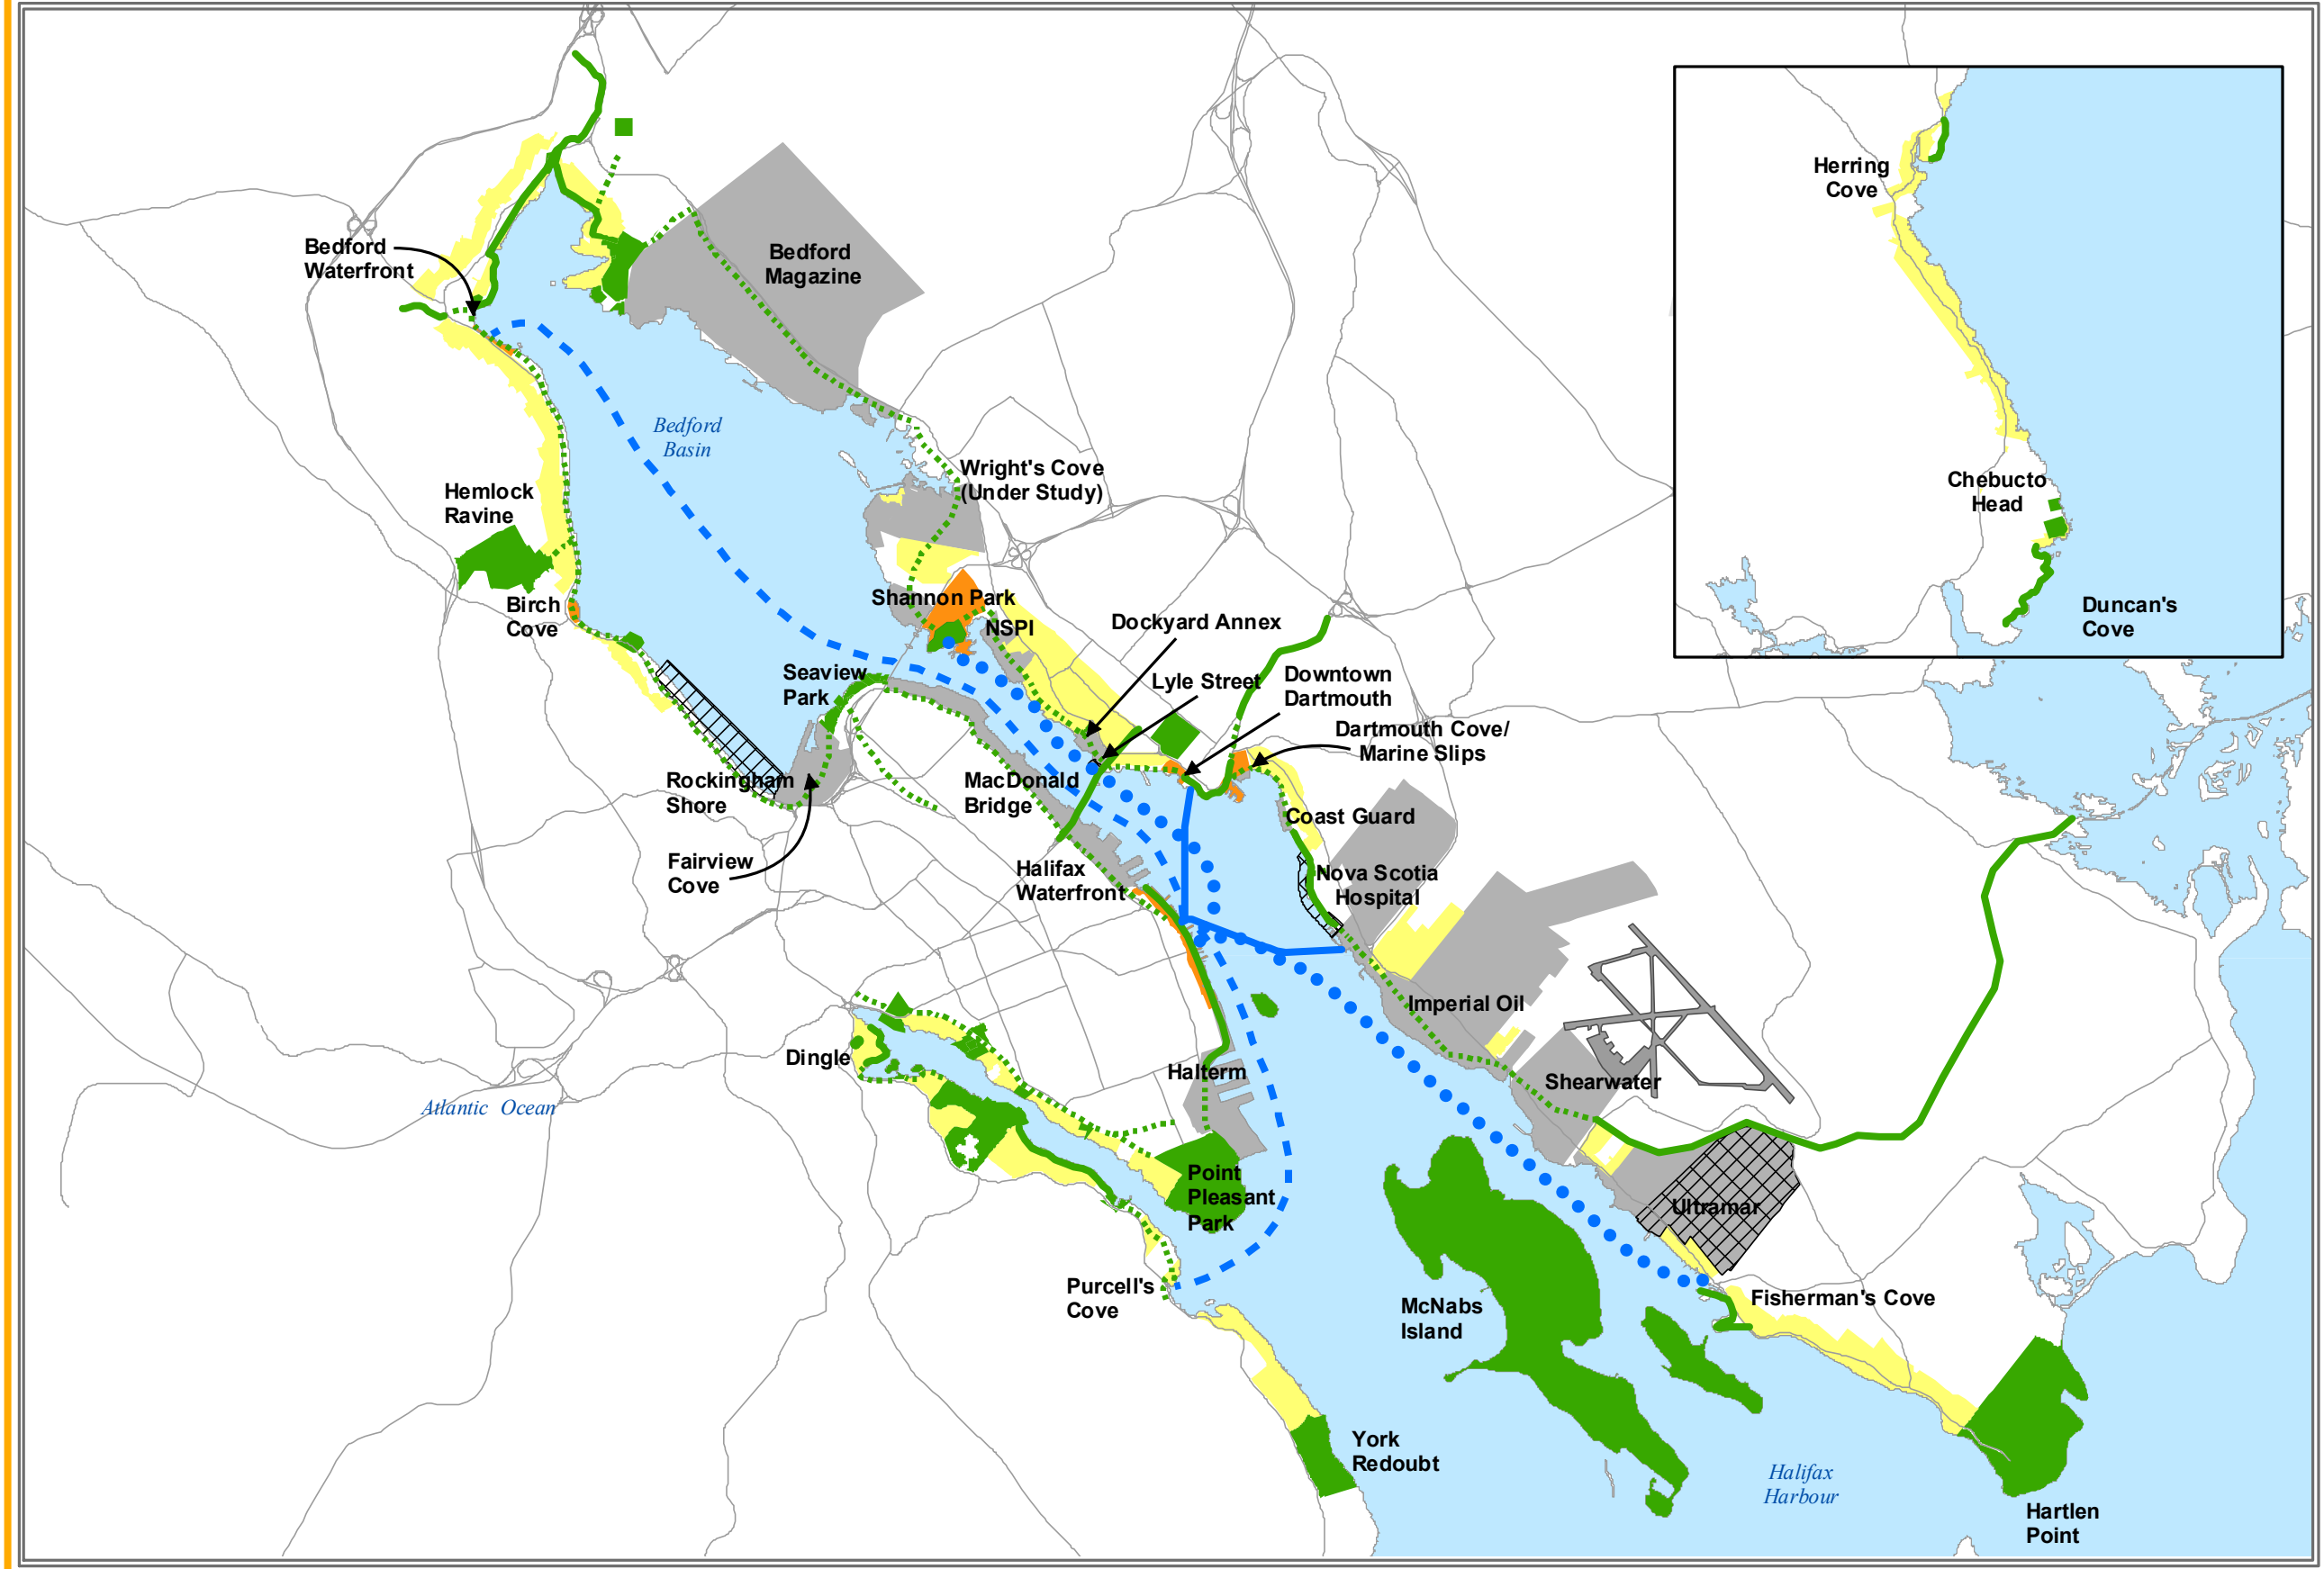 Herring
Cove
Bedford
Waterfront
Bedford
Magazine
Bedford
Basin
Wright's Cove
(Under Study)
Chebucto
Head
Hemlock
Ravine
Duncan's
Cove
Birch
Cove
Shannon Park
NSPI
Dockyard Annex
Seaview
Park
Lyle Street
Downtown
Dartmouth
Dartmouth Cove/
Marine Slips
Rockingham
Shore
MacDonald
Bridge
Coast Guard
Fairview
Cove
Halifax
Waterfront
Nova Scotia
Hospital
Imperial Oil
Dingle
Halterm
Shearwater
Atlantic Ocean
Point
Pleasant
Park
Ultramar
Purcell's
Cove
McNabs
Island
Fisherman's Cove
York
Redoubt
Halifax
Harbour
Hartlen
Point